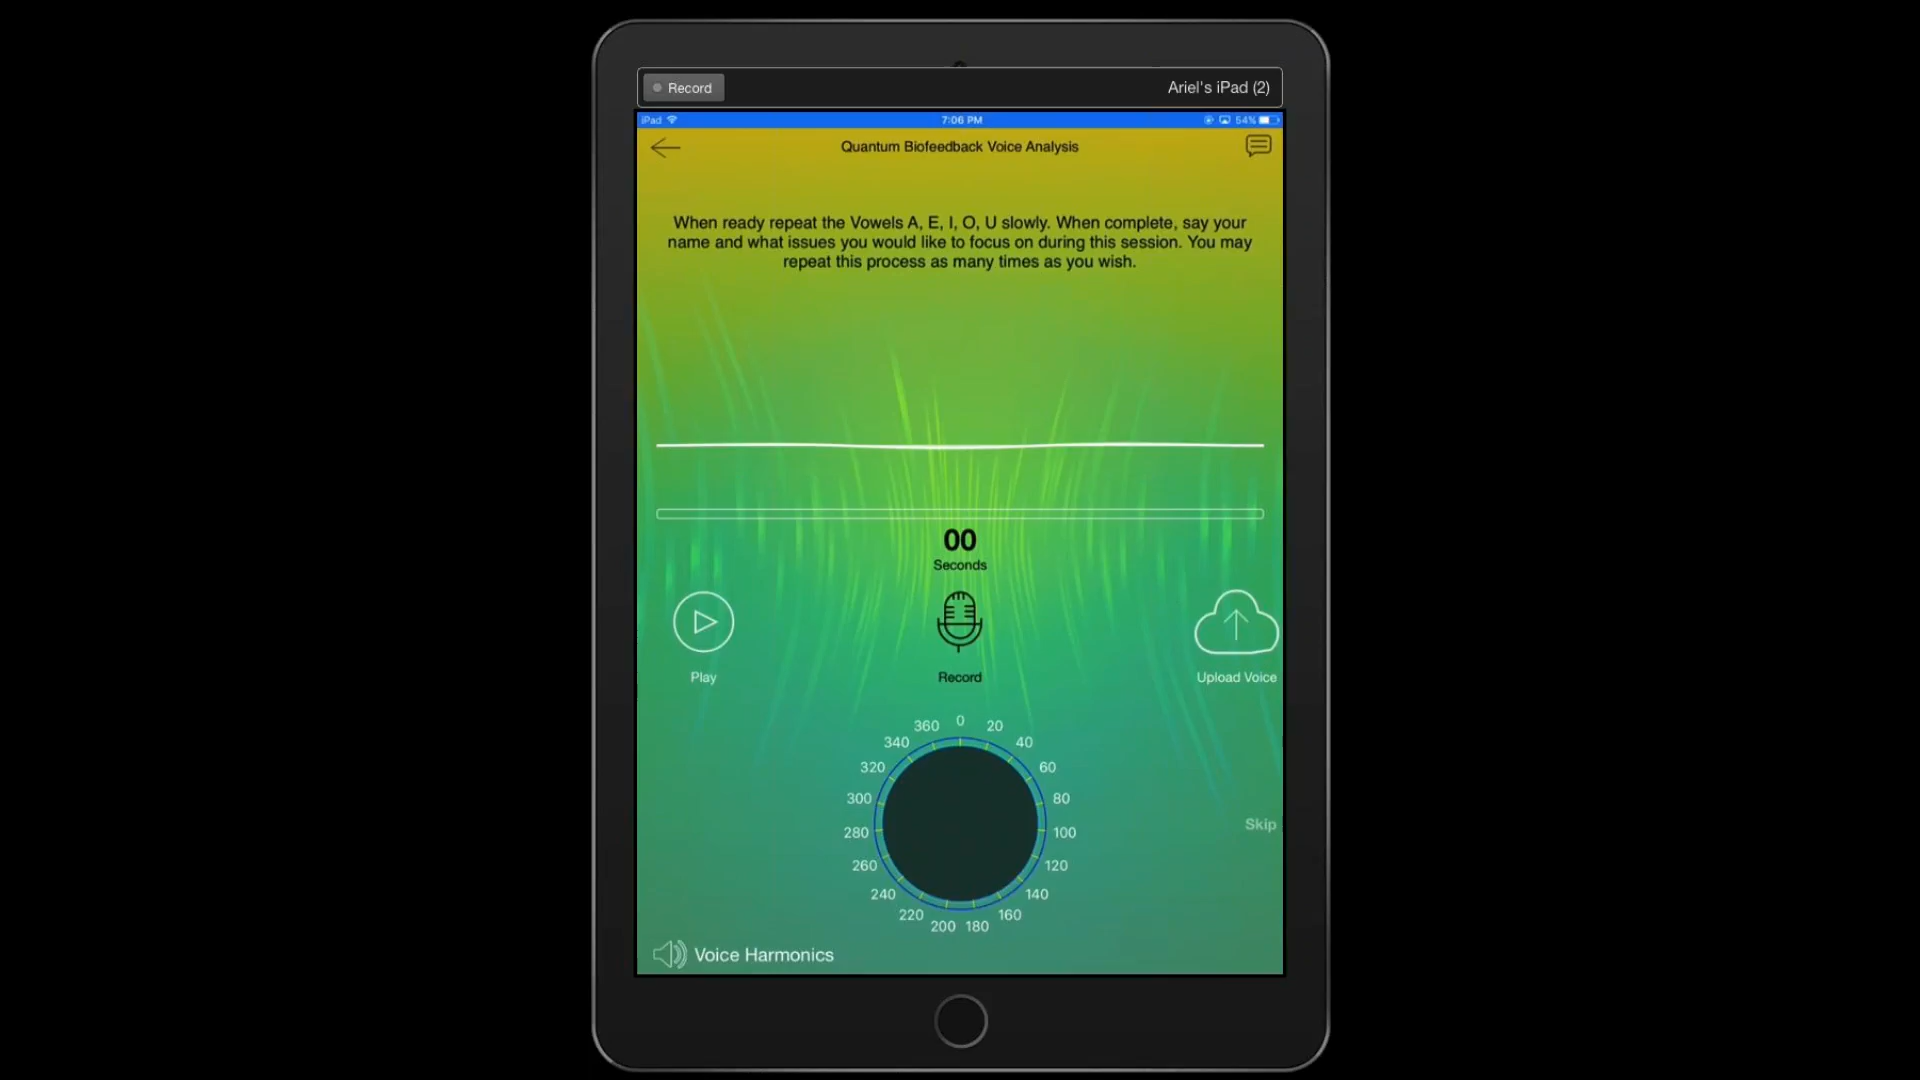 Record
Ariel's iPad (2)
iPad
7:06 PM
54%
Quantum Biofeedback Voice Analysis
When ready repeat the Vowels A, E, I, O, U slowly. When complete, say your
name and what issues you would like to focus on during this session. You may
repeat this process as many times as you wish.
00
Seconds
Play
Record
Upload Voice
0
20
40
60
80
100
120
140
160
180
200
220
240
260
280
300
320
340
360
Skip
Voice Harmonics